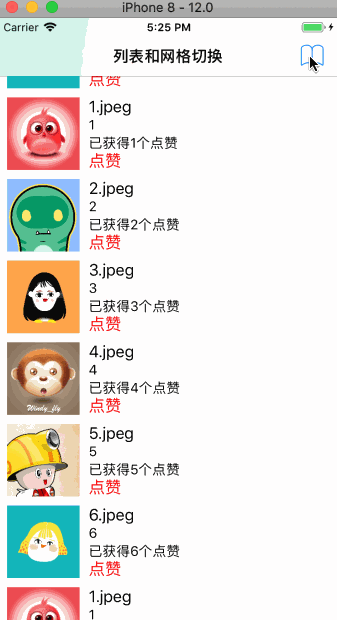 iPhone 8 - 12.0
Carrier 5:25 PM
列表和网格切换
点赞
1.jpeg
1
已获得1个点赞
点赞
2.jpeg
2
已获得2个点赞
点赞
3.jpeg
3
已获得3个点赞
点赞
4.jpeg
4
已获得4个点赞
点赞
Windy_fly
5.jpeg
5
已获得5个点赞
点赞
6.jpeg
6
已获得6个点赞
点赞
1.jpeg
1